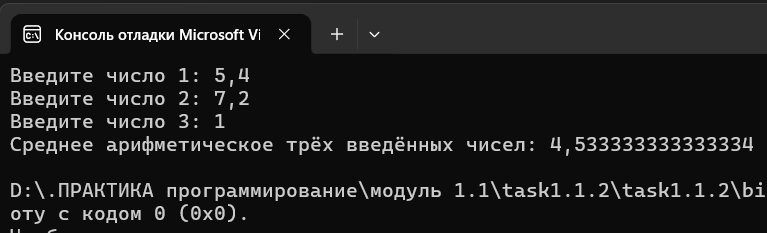 Консоль отладки Microsoft Vi
Введите число 1: 5,4
Введите число 2: 7,2
Введите число 3: 1
Среднее арифметическое трёх введённых чисел: 4,533333333333334
D:\.ПРАКТИКА программирование\модуль 1.1\task1.1.2\task1.1.2\bi
оту с кодом 0 (0x0).